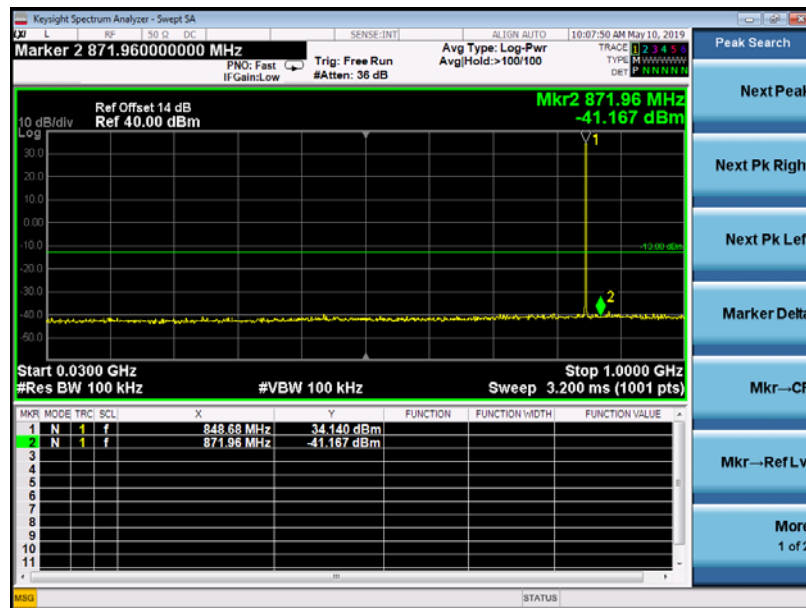 Keysight Spectrum Analyzer - Swept SA
LXI L RF 50 Ω DC SENSE:INT ALIGN AUTO 10:07:50 AM May 10, 2019
Marker 2 871.960000000 MHz
PNO: Fast
IFGain:Low
Trig: Free Run
#Atten: 36 dB
Avg Type: Log-Pwr
Avg|Hold:>100/100
TRACE 1 2 3 4 5 6
TYPE M WWWWW
DET P N N N N N
Peak Search
Ref Offset 14 dB
10 dB/div Ref 40.00 dBm
Log
Mkr2 871.96 MHz
-41.167 dBm
1
30.0
20.0
10.0
0.00
-10.0
-13.00 dBm
-20.0
-30.0
2
-40.0
-50.0
Start 0.0300 GHz Stop 1.0000 GHz
#Res BW 100 kHz #VBW 100 kHz Sweep 3.200 ms (1001 pts)
MKR MODE TRC SCL X Y FUNCTION FUNCTION WIDTH FUNCTION VALUE
1 N 1 f 848.68 MHz 34.140 dBm
2 N 1 f 871.96 MHz -41.167 dBm
3
4
5
6
7
8
9
10
11
MSG STATUS
Next Peak
Next Pk Righ
Next Pk Lef
Marker Delta
Mkr→CF
Mkr→Ref Lv
More
1 of 2